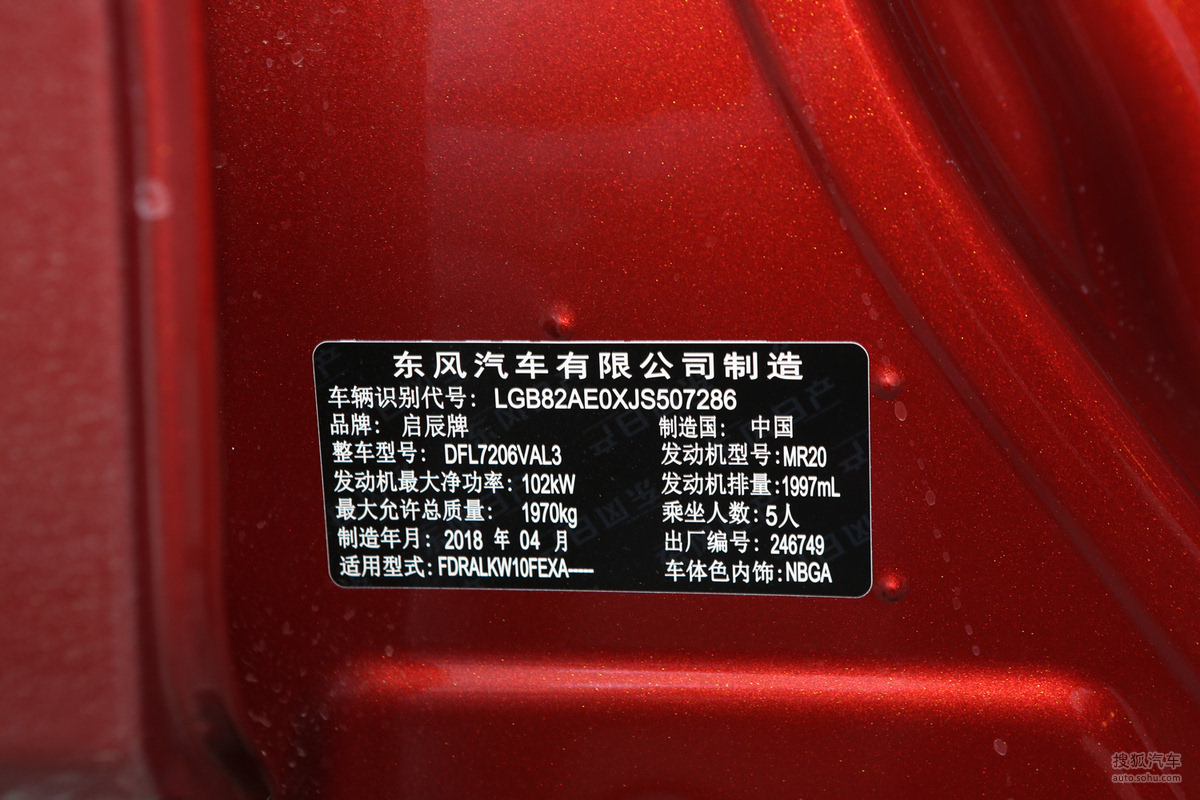 东风汽车有限公司制造
车辆识别代号: LGB82AE0XJS507286
品牌: 启辰牌 制造国: 中国
整车型号: DFL7206VAL3 发动机型号:MR20
发动机最大净功率: 102kW 发动机排量:1997mL
最大允许总质量: 1970kg 乘坐人数: 5人
制造年月: 2018 年 04 月 出厂编号: 246749
适用型式: FDRALKW10FEXA---- 车体色内饰:NBGA
搜狐汽车
auto.sohu.com